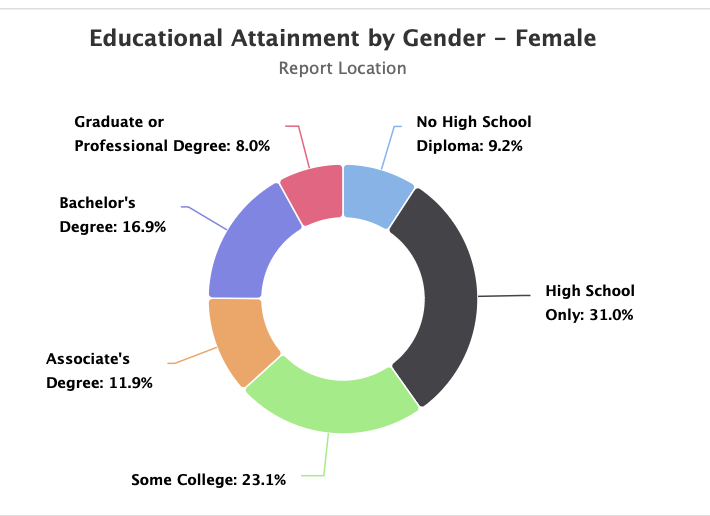 Educational Attainment by Gender – Female
Report Location
Graduate or
Professional Degree: 8.0%
No High School
Diploma: 9.2%
Bachelor's
Degree: 16.9%
High School
Only: 31.0%
Associate's
Degree: 11.9%
Some College: 23.1%